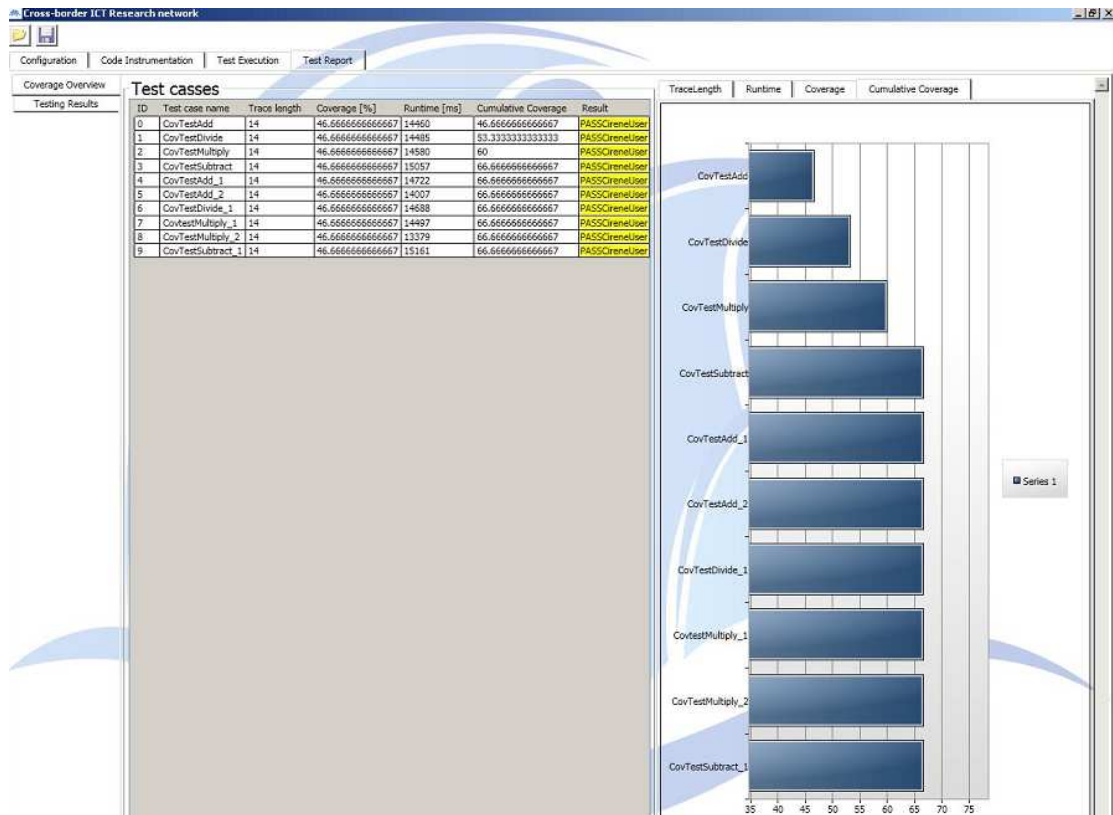 Cross-border ICT Research network
Configuration Code Instrumentation Test Execution Test Report
Coverage Overview
Testing Results
Test casses
ID Test case name Trace length Coverage [%] Runtime [ms] Cumulative Coverage Result
0 CovTestAdd 14 46.6666666666667 14460 46.6666666666667 PASSCireneUser
1 CovTestDivide 14 46.6666666666667 14485 53.3333333333333 PASSCireneUser
2 CovTestMultiply 14 46.6666666666667 14580 60 PASSCireneUser
3 CovTestSubtract 14 46.6666666666667 15057 66.6666666666667 PASSCireneUser
4 CovTestAdd_1 14 46.6666666666667 14722 66.6666666666667 PASSCireneUser
5 CovTestAdd_2 14 46.6666666666667 14007 66.6666666666667 PASSCireneUser
6 CovTestDivide_1 14 46.6666666666667 14688 66.6666666666667 PASSCireneUser
7 CovtestMultiply_1 14 46.6666666666667 14497 66.6666666666667 PASSCireneUser
8 CovTestMultiply_2 14 46.6666666666667 13379 66.6666666666667 PASSCireneUser
9 CovTestSubtract_1 14 46.6666666666667 15161 66.6666666666667 PASSCireneUser
TraceLength Runtime Coverage Cumulative Coverage
CovTestAdd
CovTestDivide
CovTestMultiply
CovTestSubtract
CovTestAdd_1
CovTestAdd_2
CovTestDivide_1
CovtestMultiply_1
CovTestMultiply_2
CovTestSubtract_1
35 40 45 50 55 60 65 70 75
Series 1